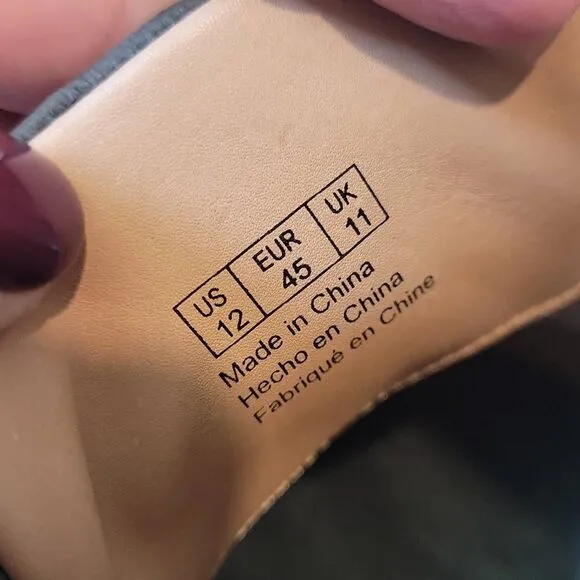 US EUR UK
12 45 11
Made in China
Hecho en China
Fabriqué en Chine